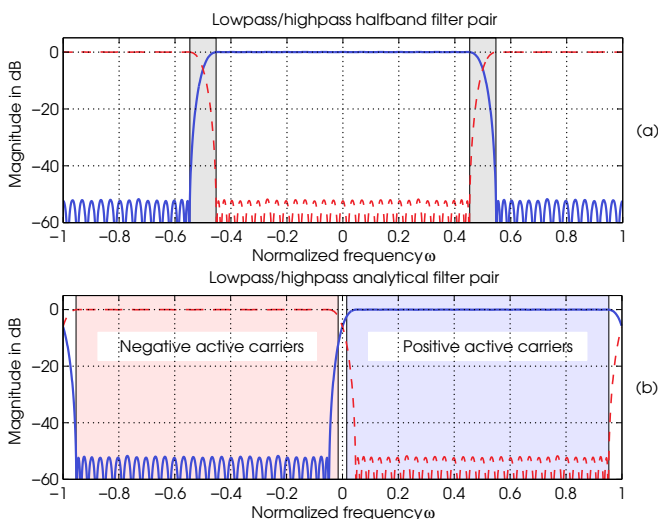 Lowpass/highpass halfband filter pair
0
−20
−40
−60
Magnitude in dB
−1 −0.8 −0.6 −0.4 −0.2 0 0.2 0.4 0.6 0.8 1
Normalized frequency ω
(a)
Lowpass/highpass analytical filter pair
0
−20
−40
−60
Magnitude in dB
Negative active carriers
Positive active carriers
−1 −0.8 −0.6 −0.4 −0.2 0 0.2 0.4 0.6 0.8 1
Normalized frequency ω
(b)